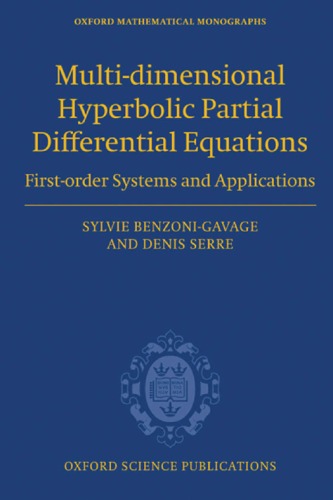 OXFORD MATHEMATICAL MONOGRAPHS
Multi-dimensional
Hyperbolic Partial
Differential Equations
First-order Systems and Applications
SYLVIE BENZONI-GAVAGE
AND DENIS SERRE
OXFORD SCIENCE PUBLICATIONS